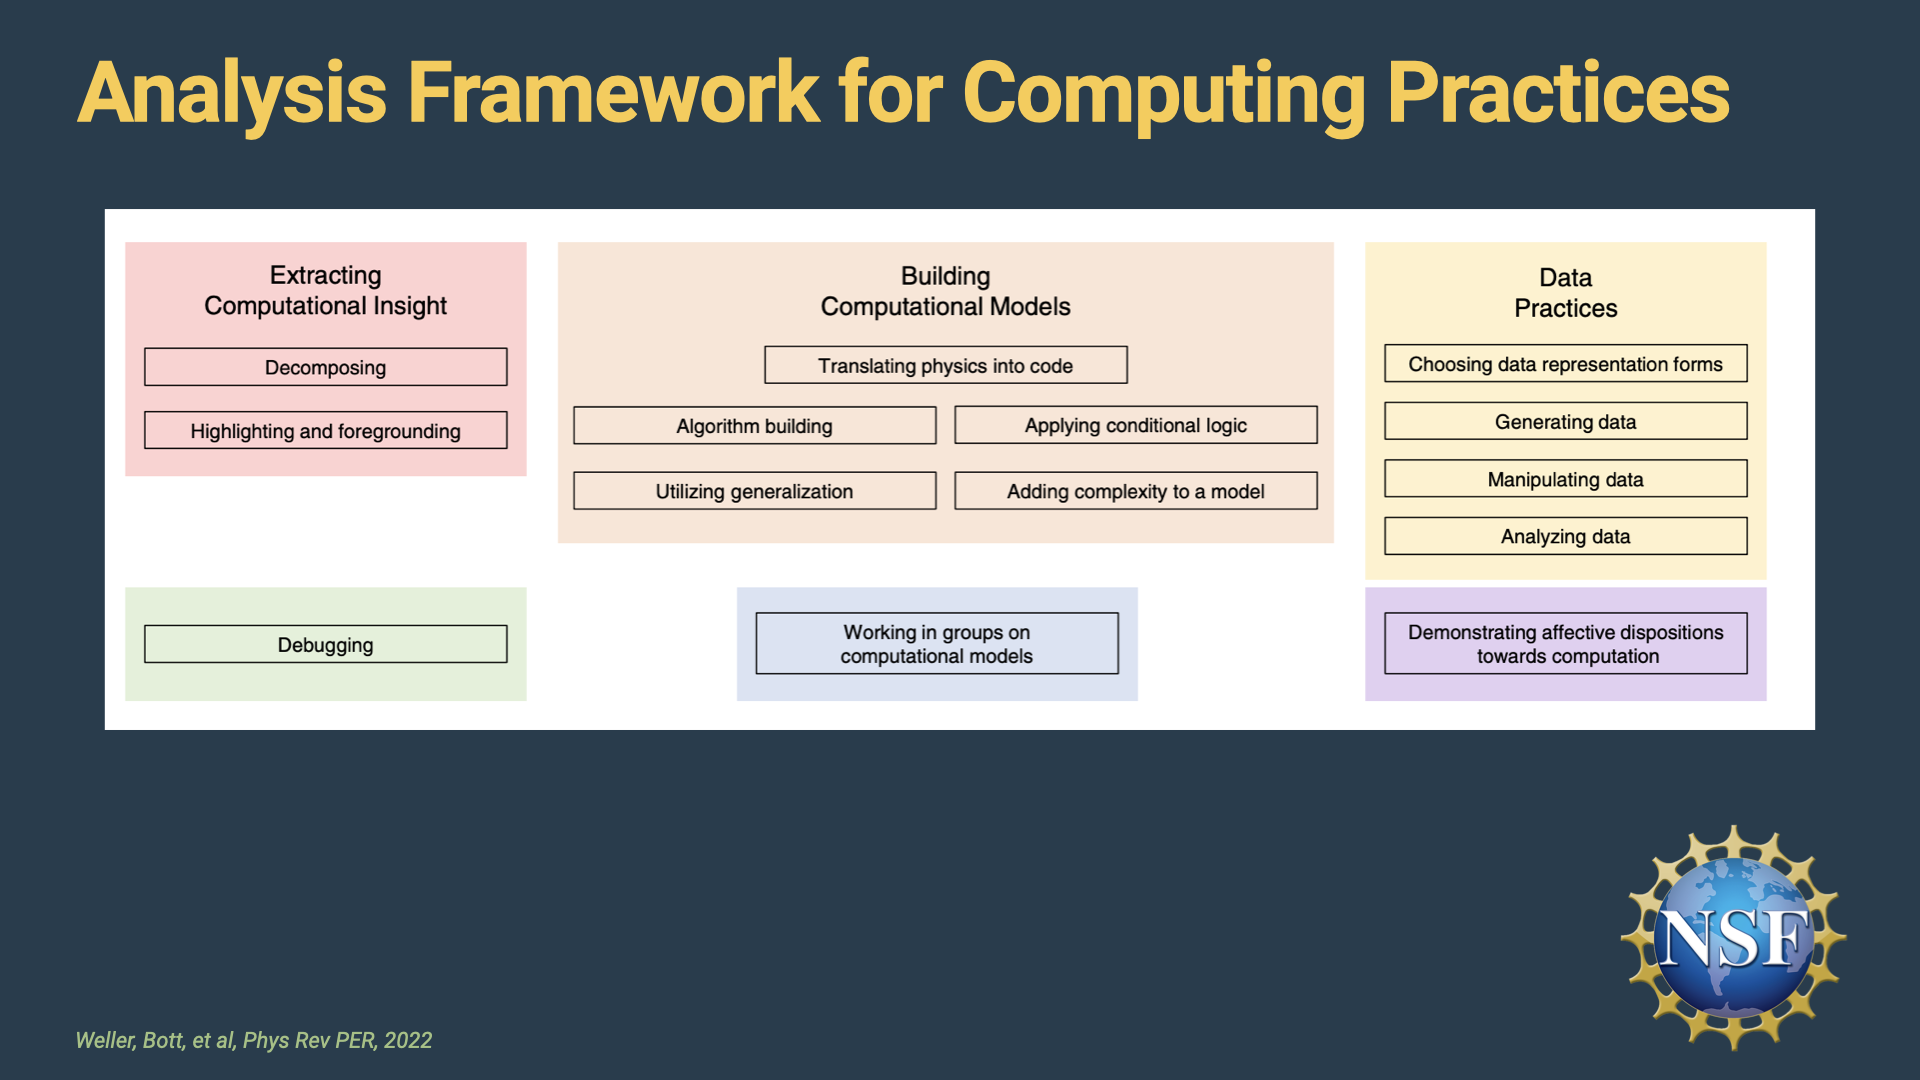 Analysis Framework for Computing Practices
Extracting
Computational Insight
Decomposing
Highlighting and foregrounding
Building
Computational Models
Translating physics into code
Algorithm building
Applying conditional logic
Utilizing generalization
Adding complexity to a model
Data
Practices
Choosing data representation forms
Generating data
Manipulating data
Analyzing data
Debugging
Working in groups on
computational models
Demonstrating affective dispositions
towards computation
NSF
Weller, Bott, et al, Phys Rev PER, 2022